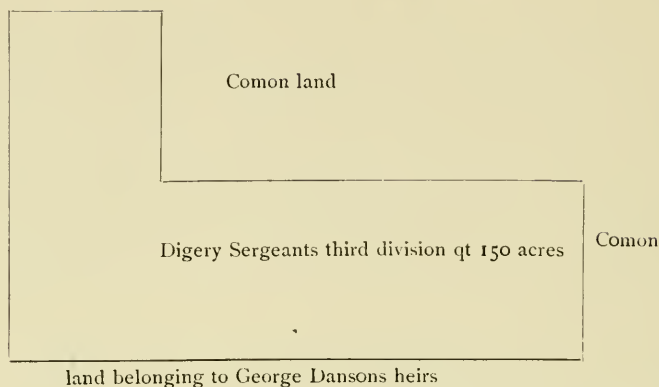 Comon land
Digery Sergeants third division qt 150 acres
Comon
land belonging to George Dansons heirs